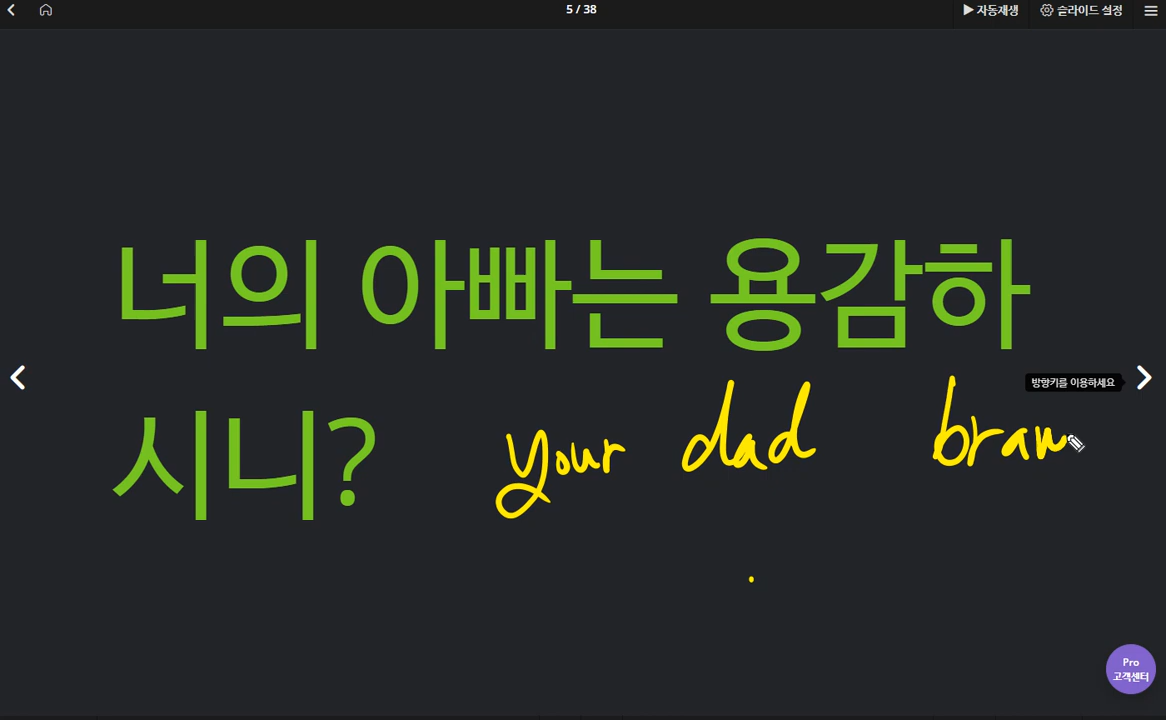 5 / 38
▶ 자동재생
슬라이드 설정
너의 아빠는 용감하
방향키를 이용하세요
시니?
your dad
Pro
고객센터